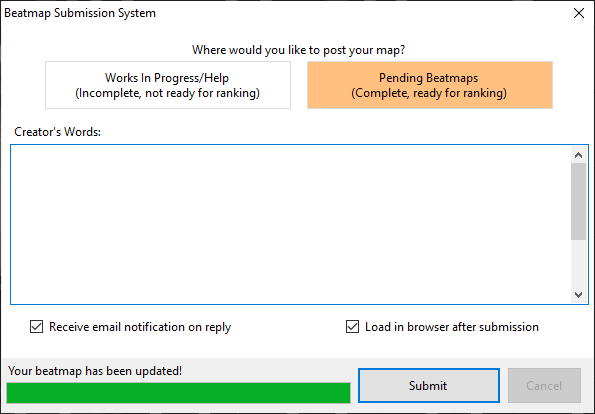 Beatmap Submission System
Where would you like to post your map?
Works In Progress/Help
(Incomplete, not ready for ranking)
Pending Beatmaps
(Complete, ready for ranking)
Creator's Words:
Receive email notification on reply
Load in browser after submission
Your beatmap has been updated!
Submit
Cancel